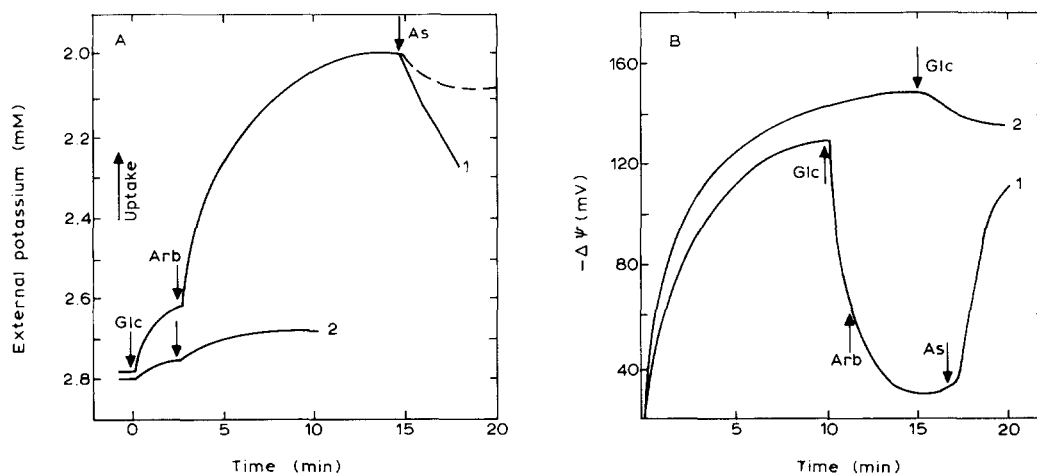 A
As
2.0
2.2
2.4
2.6
2.8
External potassium (mM)
Uptake
Arb
Glc
1
2
0
5
10
15
20
Time (min)
B
Glc
160
120
80
40
-ΔΨ (mV)
2
1
Glc
Arb
As
5
10
15
20
Time (min)